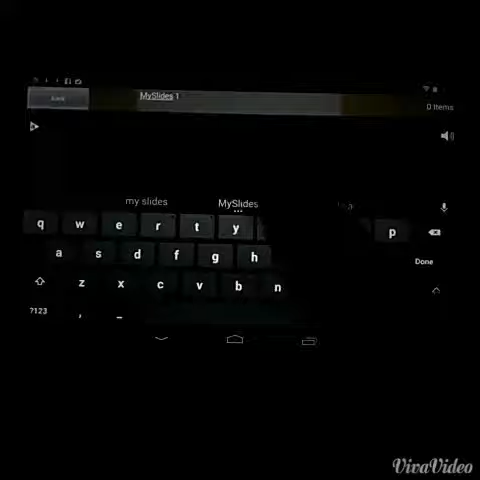 Back
MySlides 1
0 Items
my slides
MySlides
q w e r t y p
a s d f g h
Done
z x c v b n
?123 , _
VivaVideo